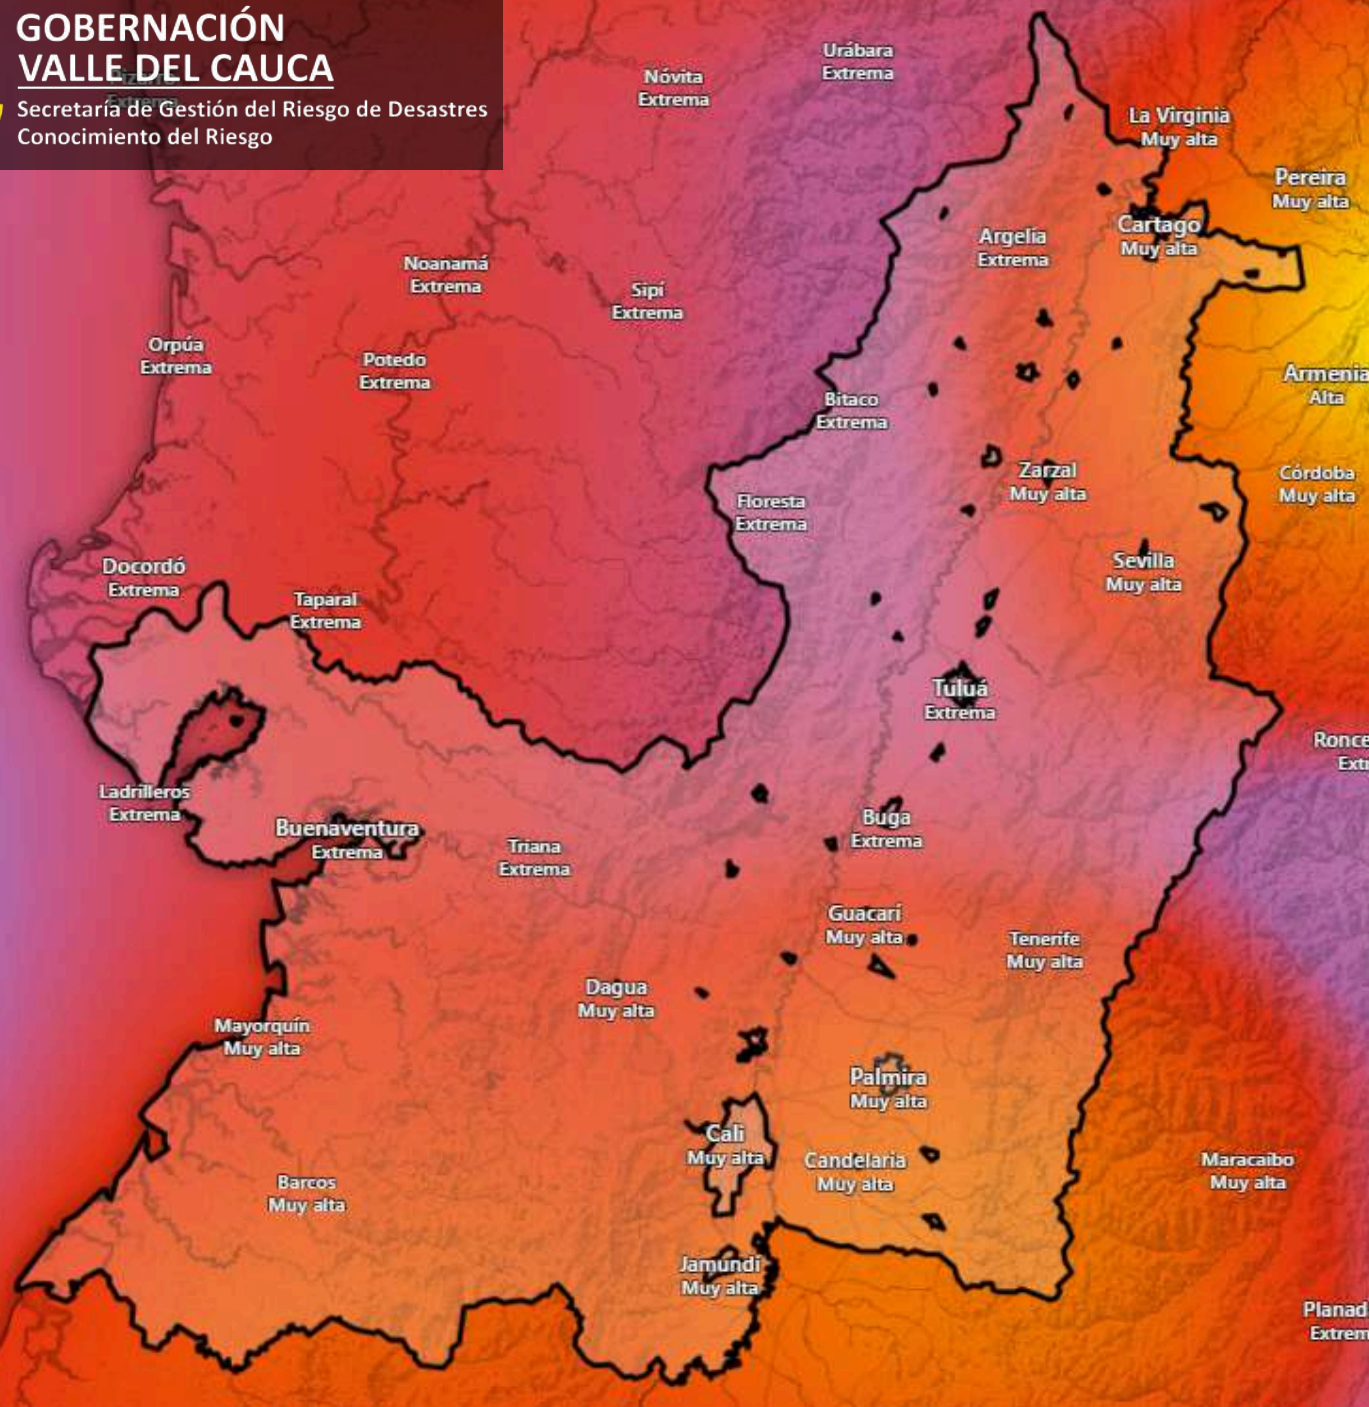 GOBERNACIÓN
VALLE DEL CAUCA
Secretaría de Gestión del Riesgo de Desastres
Conocimiento del Riesgo
Extrema
Urábara
Extrema
Nóvita
Extrema
La Virginia
Muy alta
Pereira
Muy alta
Cartago
Muy alta
Argelia
Extrema
Noanamá
Extrema
Sipí
Extrema
Orpúa
Extrema
Potedo
Extrema
Armenia
Alta
Bitaco
Extrema
Zarzal
Muy alta
Córdoba
Muy alta
Floresta
Extrema
Sevilla
Muy alta
Docordó
Extrema
Taparal
Extrema
Tuluá
Extrema
Ronce
Extr
Ladrilleros
Extrema
Buenaventura
Extrema
Buga
Extrema
Triana
Extrema
Guacarí
Muy alta
Tenerife
Muy alta
Dagua
Muy alta
Mayorquín
Muy alta
Palmira
Muy alta
Cali
Muy alta
Candelaria
Muy alta
Maracaibo
Muy alta
Barcos
Muy alta
Jamundí
Muy alta
Planad
Extrem